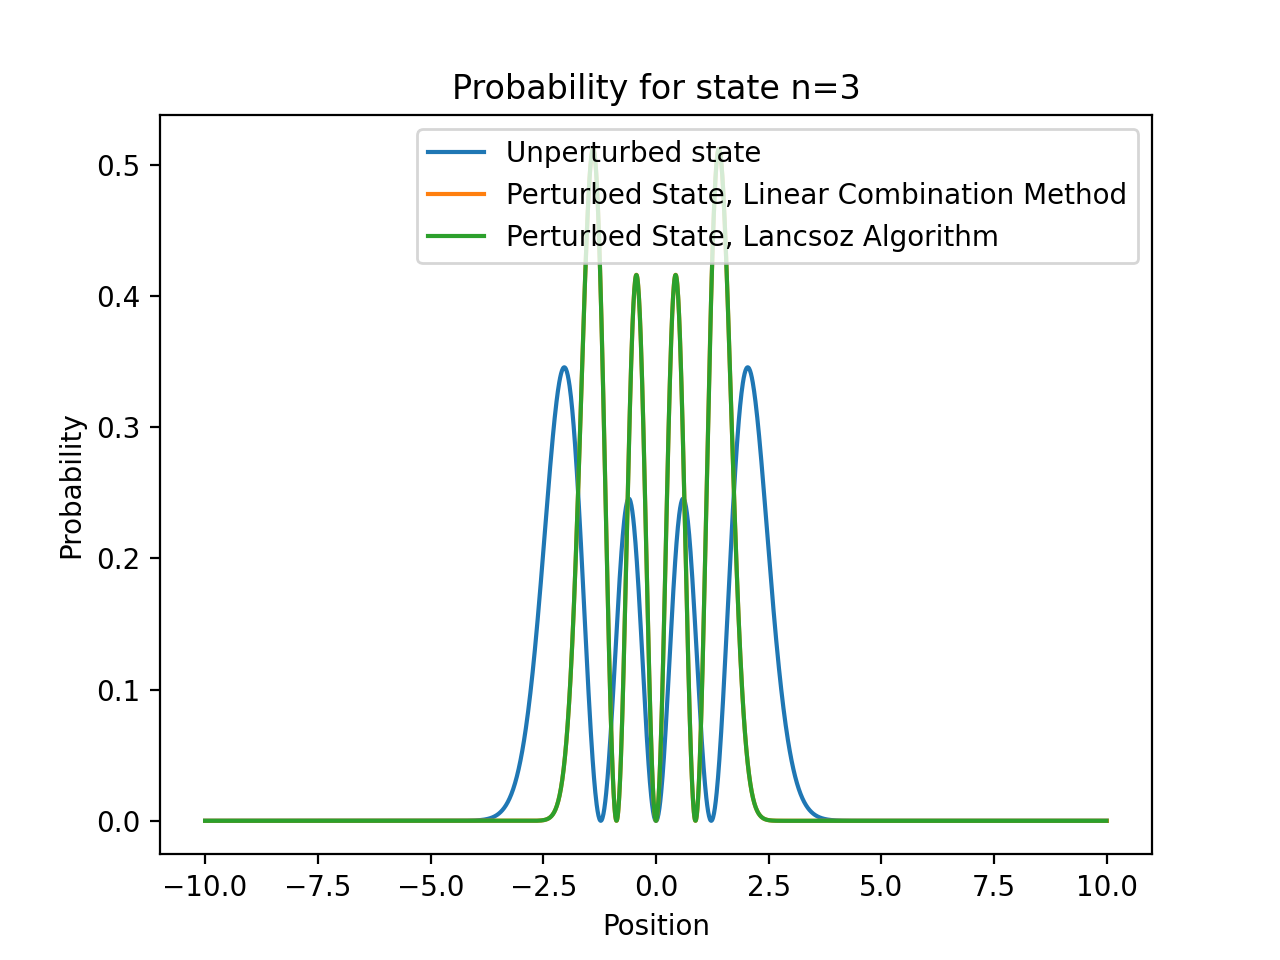 Probability for state n=3
Unperturbed state
Perturbed State, Linear Combination Method
Perturbed State, Lancsoz Algorithm
0.5
0.4
0.3
0.2
0.1
0.0
Probability
−10.0 −7.5 −5.0 −2.5 0.0 2.5 5.0 7.5 10.0
Position